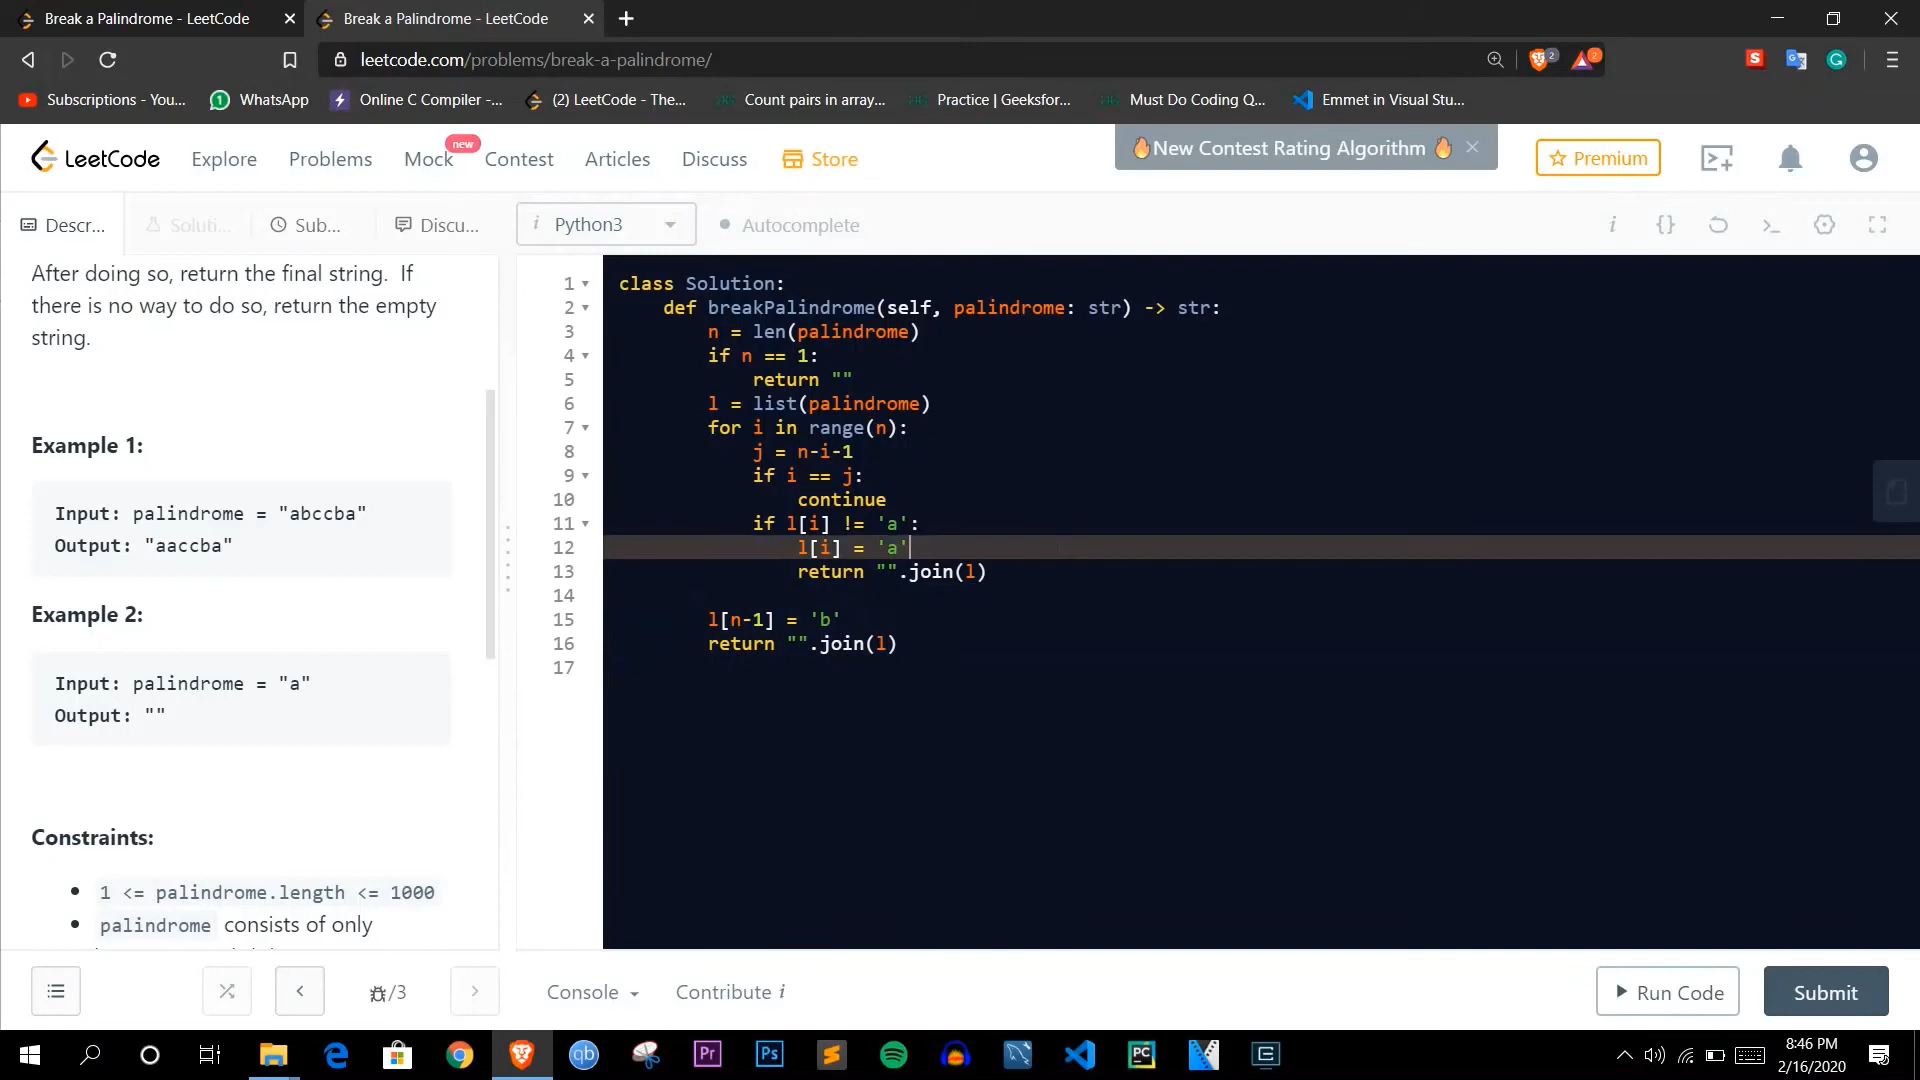 Break a Palindrome - LeetCode
Break a Palindrome - LeetCode
leetcode.com/problems/break-a-palindrome/
2
2
S
G
Subscriptions - You...
1
WhatsApp
Online C Compiler -...
(2) LeetCode - The...
Count pairs in array...
Practice | Geeksfor...
Must Do Coding Q...
Emmet in Visual Stu...
LeetCode
Explore
Problems
Mock
new
Contest
Articles
Discuss
Store
🔥New Contest Rating Algorithm 🔥
Premium
Descr...
Soluti...
Sub...
Discu...
i Python3
Autocomplete
i
{}
After doing so, return the final string. If
there is no way to do so, return the empty
string.
Example 1:
Input: palindrome = "abccba"
Output: "aaccba"
Example 2:
Input: palindrome = "a"
Output: ""
Constraints:
1 <= palindrome.length <= 1000
palindrome consists of only
1 class Solution:
2 def breakPalindrome(self, palindrome: str) -> str:
3 n = len(palindrome)
4 if n == 1:
5 return ""
6 l = list(palindrome)
7 for i in range(n):
8 j = n-i-1
9 if i == j:
10 continue
11 if l[i] != 'a':
12 l[i] = 'a'
13 return "".join(l)
14
15 l[n-1] = 'b'
16 return "".join(l)
17
/3
Console
Contribute i
Run Code
Submit
qb
Pr
Ps
PC
8:46 PM
2/16/2020